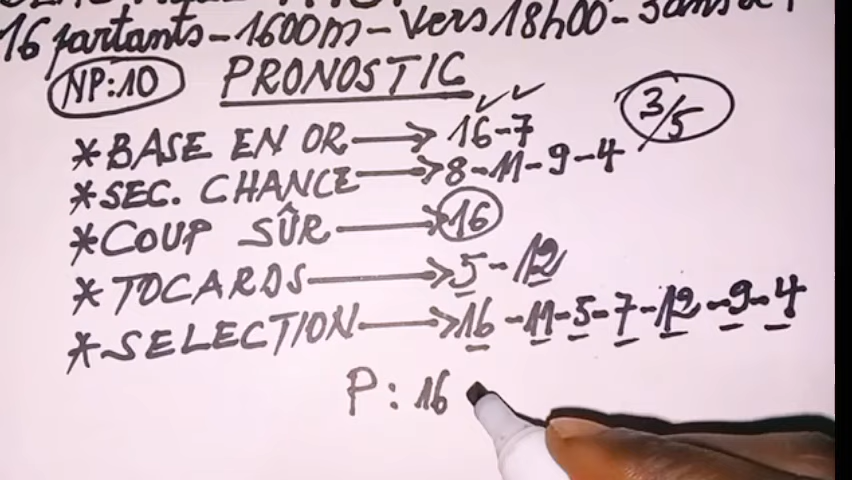 16 partants - 1600m - Vers 18h00 -
NP:10 PRONOSTIC
3/5
*BASE EN OR → 16-7
*SEC. CHANCE → 8-11-9-4
*COUP SÛR → 16
*TOCARDS → 5-12
*SELECTION → 16-11-5-7-12-9-4
P: 16